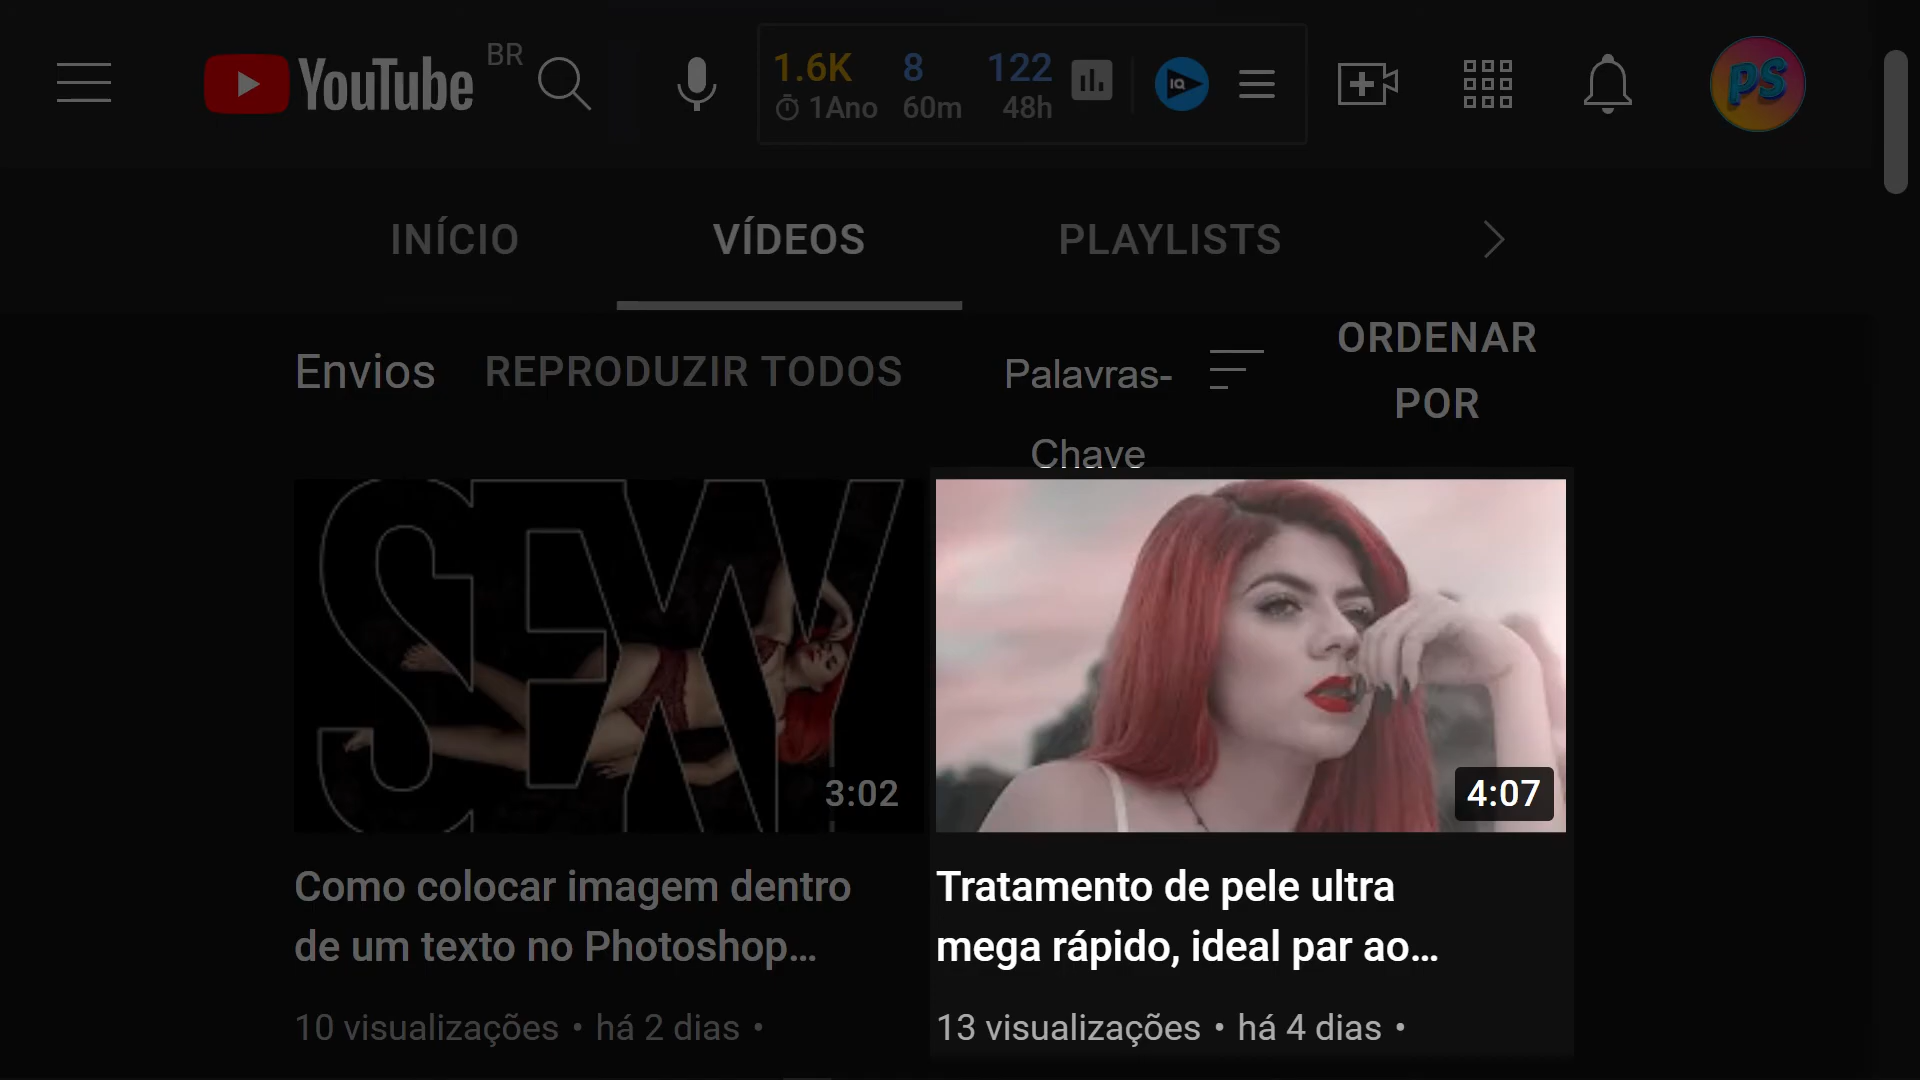 YouTube BR
1.6K 8 122
1Ano 60m 48h
IQ
PS
INÍCIO VÍDEOS PLAYLISTS
Envios REPRODUZIR TODOS
Palavras-
Chave
ORDENAR
POR
SEXY
3:02
4:07
Como colocar imagem dentro
de um texto no Photoshop...
10 visualizações • há 2 dias •
Tratamento de pele ultra
mega rápido, ideal par ao...
13 visualizações • há 4 dias •